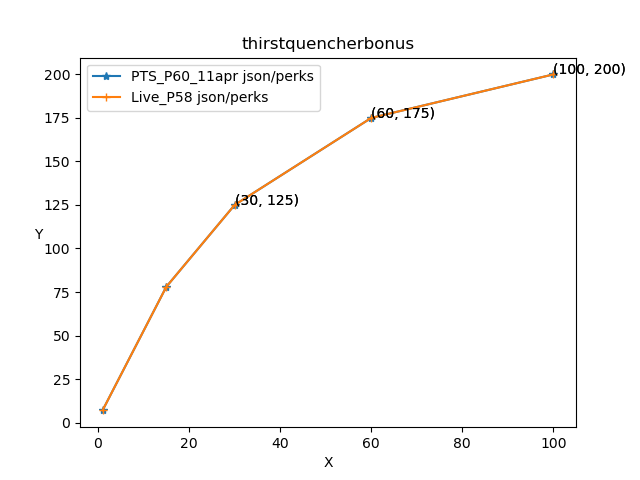 thirstquencherbonus
PTS_P60_11apr json/perks
Live_P58 json/perks
(100, 200)
(60, 175)
(30, 125)
200
175
150
125
100
75
50
25
0
Y
0 20 40 60 80 100
X